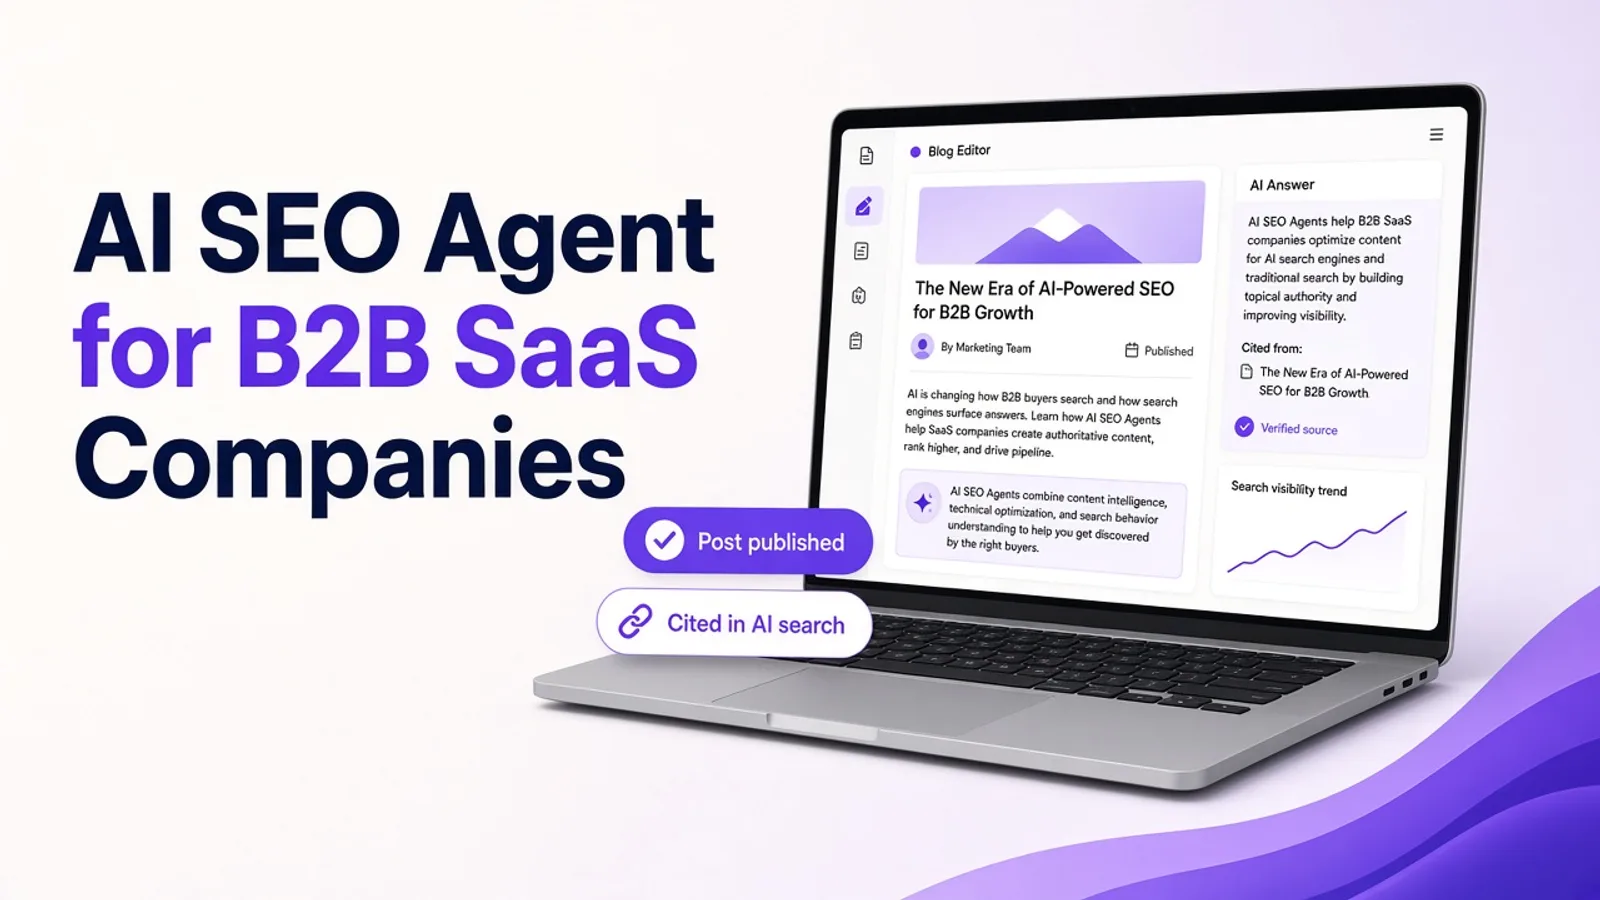 AI SEO Agent
for B2B SaaS
Companies
Post published
Cited in AI search
Blog Editor
The New Era of AI-Powered SEO
for B2B Growth
By Marketing Team
Published
AI is changing how B2B buyers search and how search
engines surface answers. Learn how AI SEO Agents
help SaaS companies create authoritative content,
rank higher, and drive pipeline.
AI SEO Agents combine content intelligence,
technical optimization, and search behavior
understanding to help you get discovered
by the right buyers.
AI Answer
AI SEO Agents help B2B SaaS
companies optimize content
for AI search engines and
traditional search by building
topical authority and
improving visibility.
Cited from:
The New Era of AI-Powered
SEO for B2B Growth
Verified source
Search visibility trend